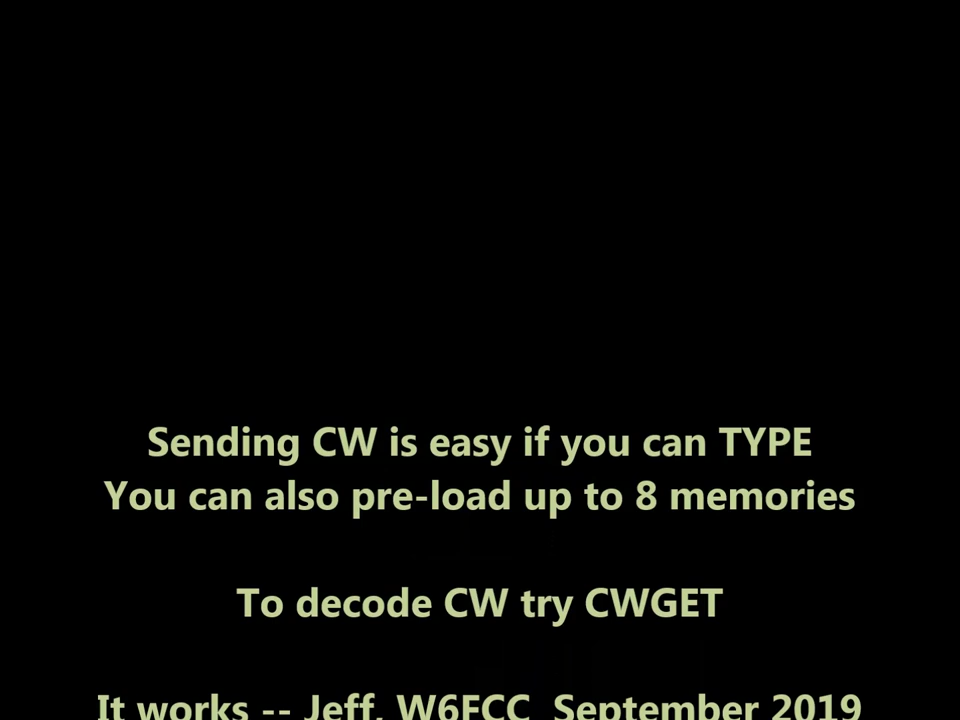 Sending CW is easy if you can TYPE
You can also pre-load up to 8 memories
To decode CW try CWGET
It works -- Jeff, W6FCC  September 2019